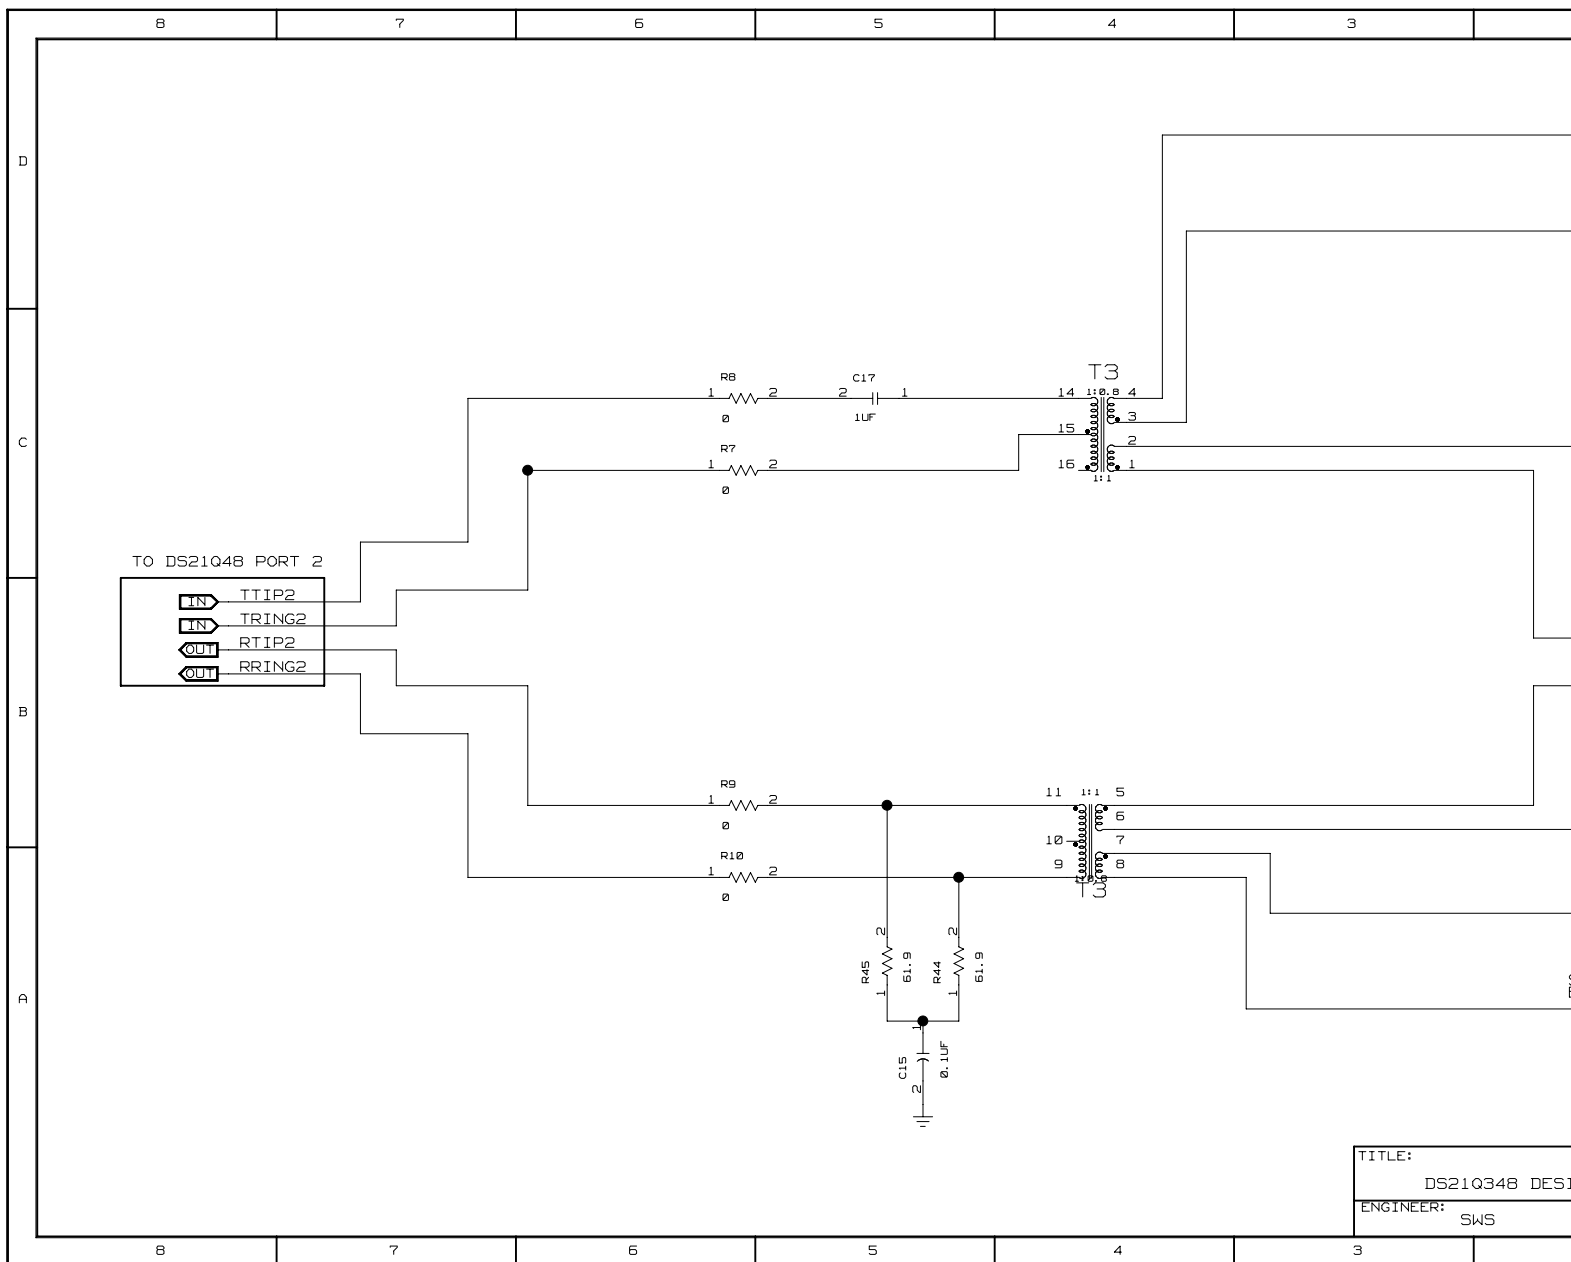 8 7 6 5 4 3
D
C
B
A
T3
R8
C17
1 2 2 1 14 1:0.8 4
0 1UF 3
R7 15 2
1 2 16 1
0 1:1
TO DS21Q48 PORT 2
IN TTIP2
IN TRING2
OUT RTIP2
OUT RRING2
R9 11 1:1 5
1 2 6
0 10 7
R10 9 8
1 2
0 T3
2 2
R45 61.9 R44 61.9
1 1
1
C15 0.1UF
2
TITLE:
DS21Q348 DESI
ENGINEER:
SWS
8 7 6 5 4 3